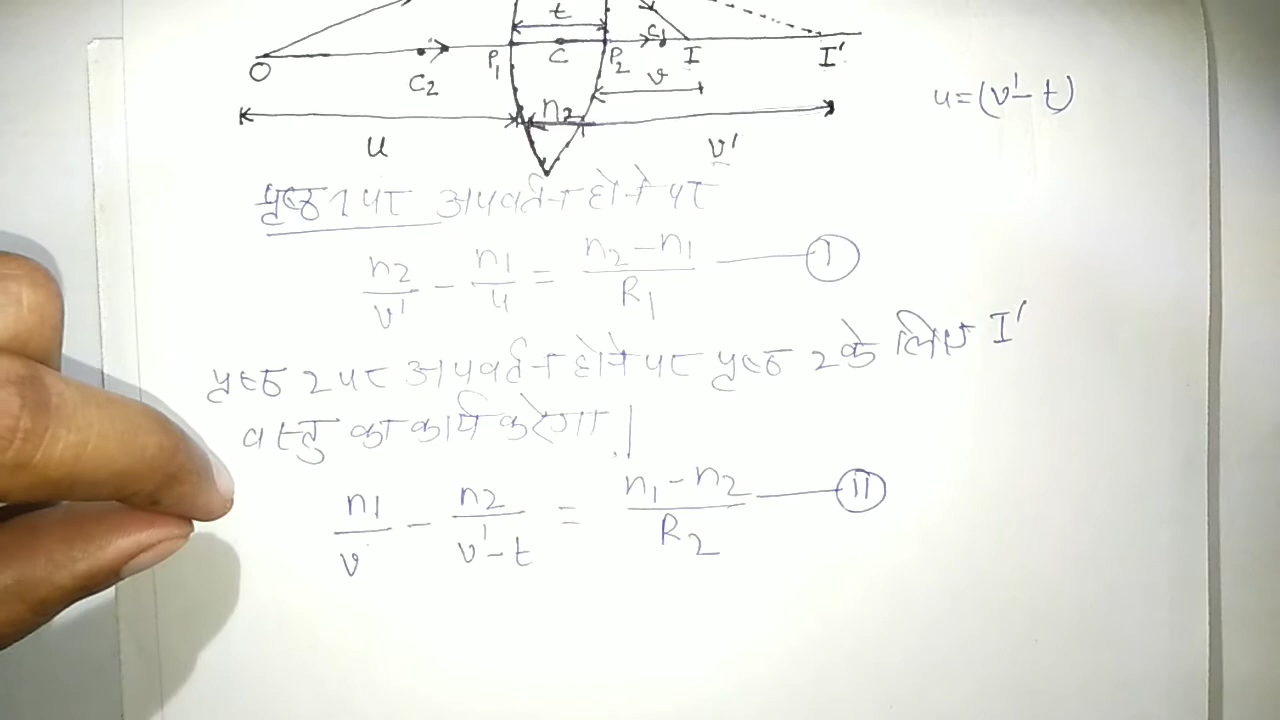 t
O C₂ P₁ C P₂ C₁ I I'
v
u=(v'-t)
n₂
u v'
पृष्ठ 1 पर अपवर्तन होने पर
n₂/v' - n₁/u = (n₂-n₁)/R₁ — I
पृष्ठ 2 पर अपवर्तन होने पर पृष्ठ 2 के लिए I'
वस्तु का कार्य करेगा।
n₁/v - n₂/(v'-t) = (n₁-n₂)/R₂ — II